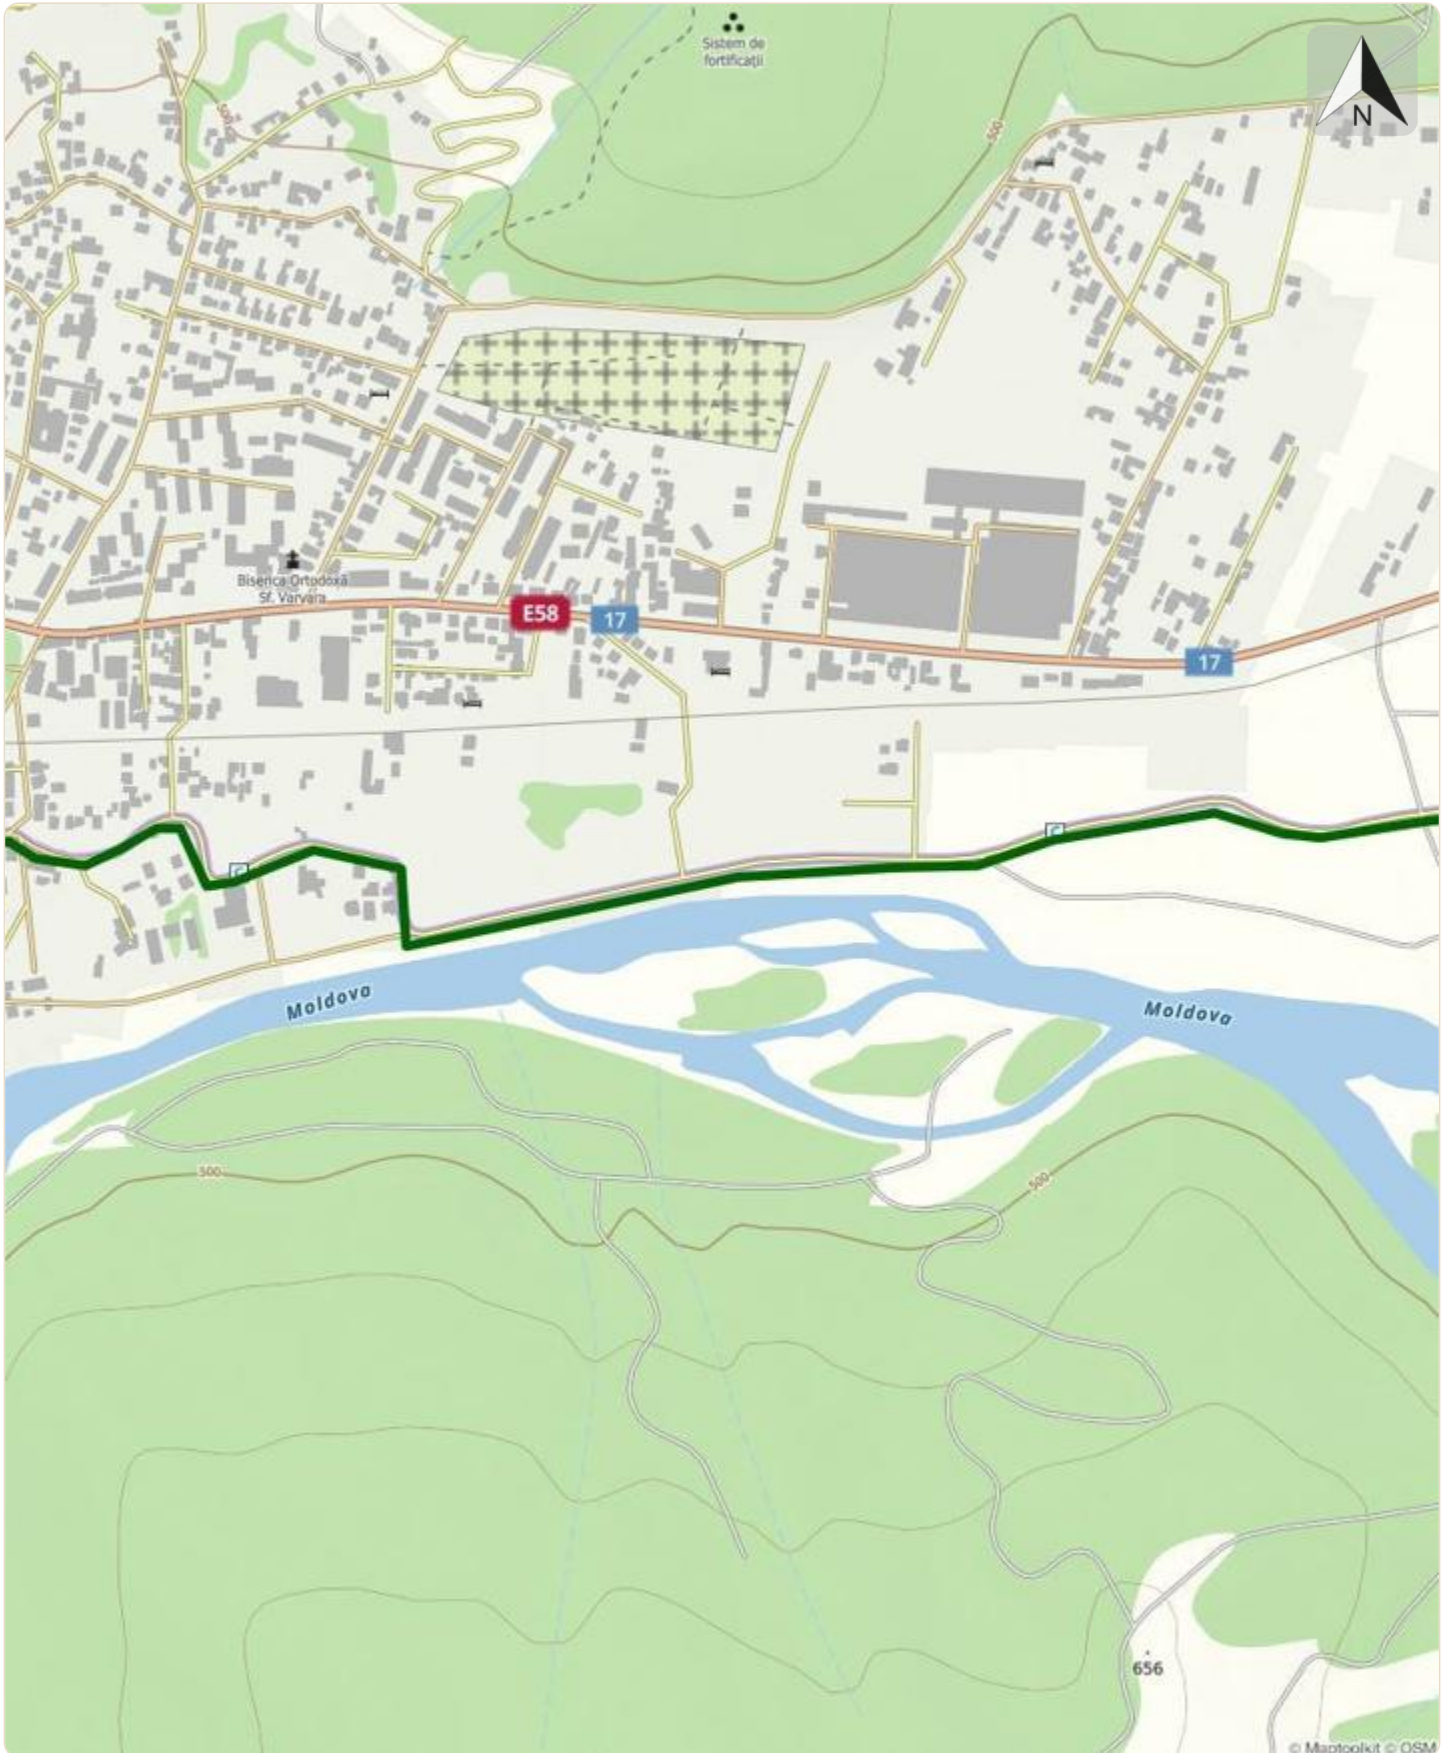 Sistem de
fortificații
N
500
500
Biserica Ortodoxă
Sf. Varvara
E58
17
17
C
C
Moldova
Moldova
500
500
656
© Maptoolkit © OSM